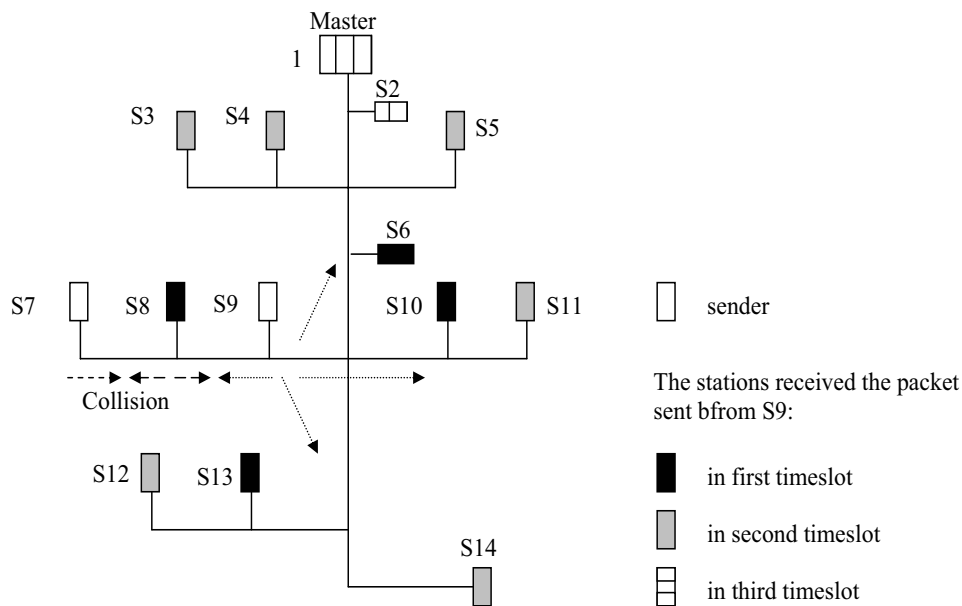 Master
1
S2
S3
S4
S5
S6
S7
S8
S9
S10
S11
sender
Collision
The stations received the packet
sent bfrom S9:
S12
S13
in first timeslot
in second timeslot
S14
in third timeslot